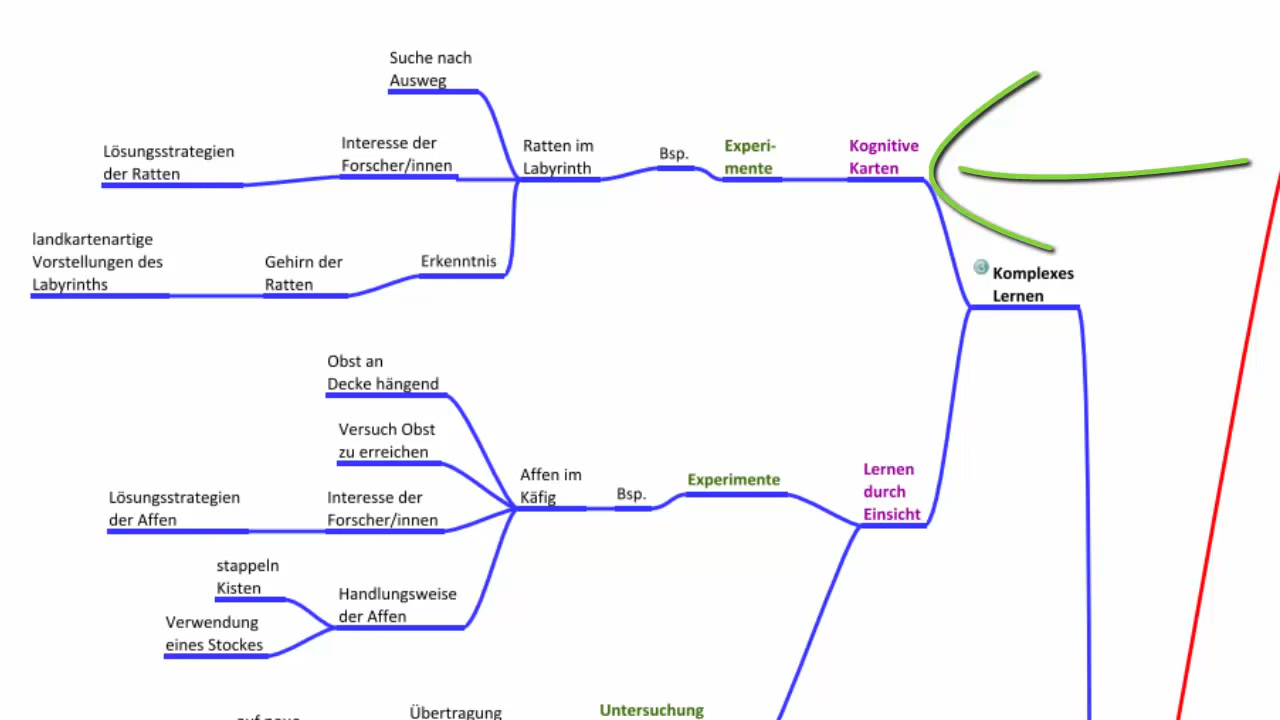 Suche nach
Ausweg
Lösungsstrategien
der Ratten
Interesse der
Forscher/innen
Ratten im
Labyrinth
Bsp.
Experi-
mente
Kognitive
Karten
landkartenartige
Vorstellungen des
Labyrinths
Gehirn der
Ratten
Erkenntnis
Komplexes
Lernen
Obst an
Decke hängend
Versuch Obst
zu erreichen
Lösungsstrategien
der Affen
Interesse der
Forscher/innen
Affen im
Käfig
Bsp.
Experimente
Lernen
durch
Einsicht
stappeln
Kisten
Verwendung
eines Stockes
Handlungsweise
der Affen
auf neue
Übertragung
Untersuchung